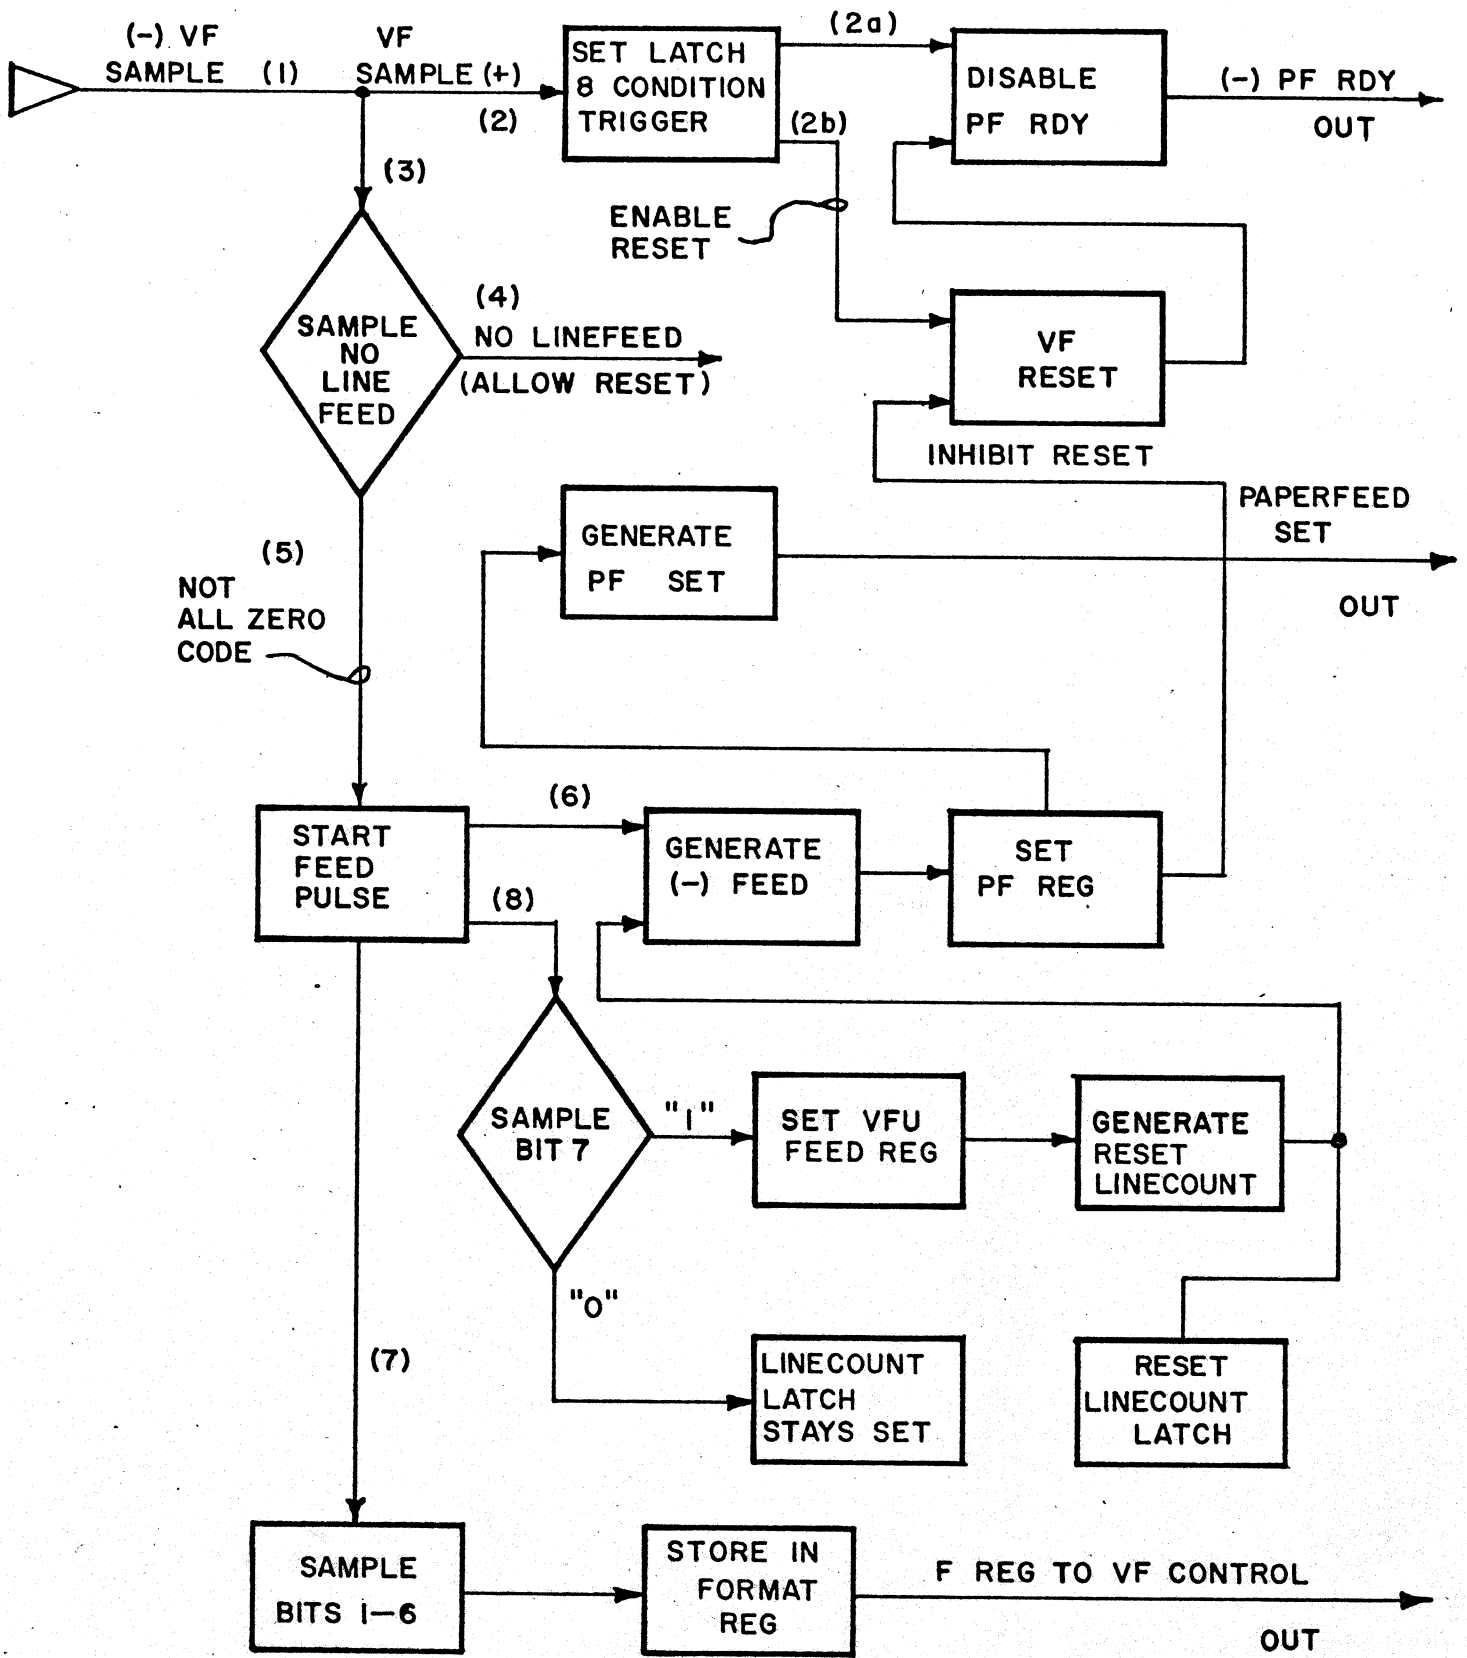 (-) VF
SAMPLE (1)
VF
SAMPLE (+)
(2)
SET LATCH
8 CONDITION
TRIGGER
(2a)
(2b)
DISABLE
PF RDY
(-) PF RDY
OUT
(3)
ENABLE
RESET
SAMPLE
NO
LINE
FEED
(4)
NO LINEFEED
(ALLOW RESET)
VF
RESET
INHIBIT RESET
GENERATE
PF SET
PAPERFEED
SET
OUT
(5)
NOT
ALL ZERO
CODE
START
FEED
PULSE
(6)
(8)
GENERATE
(-) FEED
SET
PF REG
SAMPLE
BIT 7
"1"
SET VFU
FEED REG
GENERATE
RESET
LINECOUNT
"0"
(7)
LINECOUNT
LATCH
STAYS SET
RESET
LINECOUNT
LATCH
SAMPLE
BITS 1-6
STORE IN
FORMAT
REG
F REG TO VF CONTROL
OUT